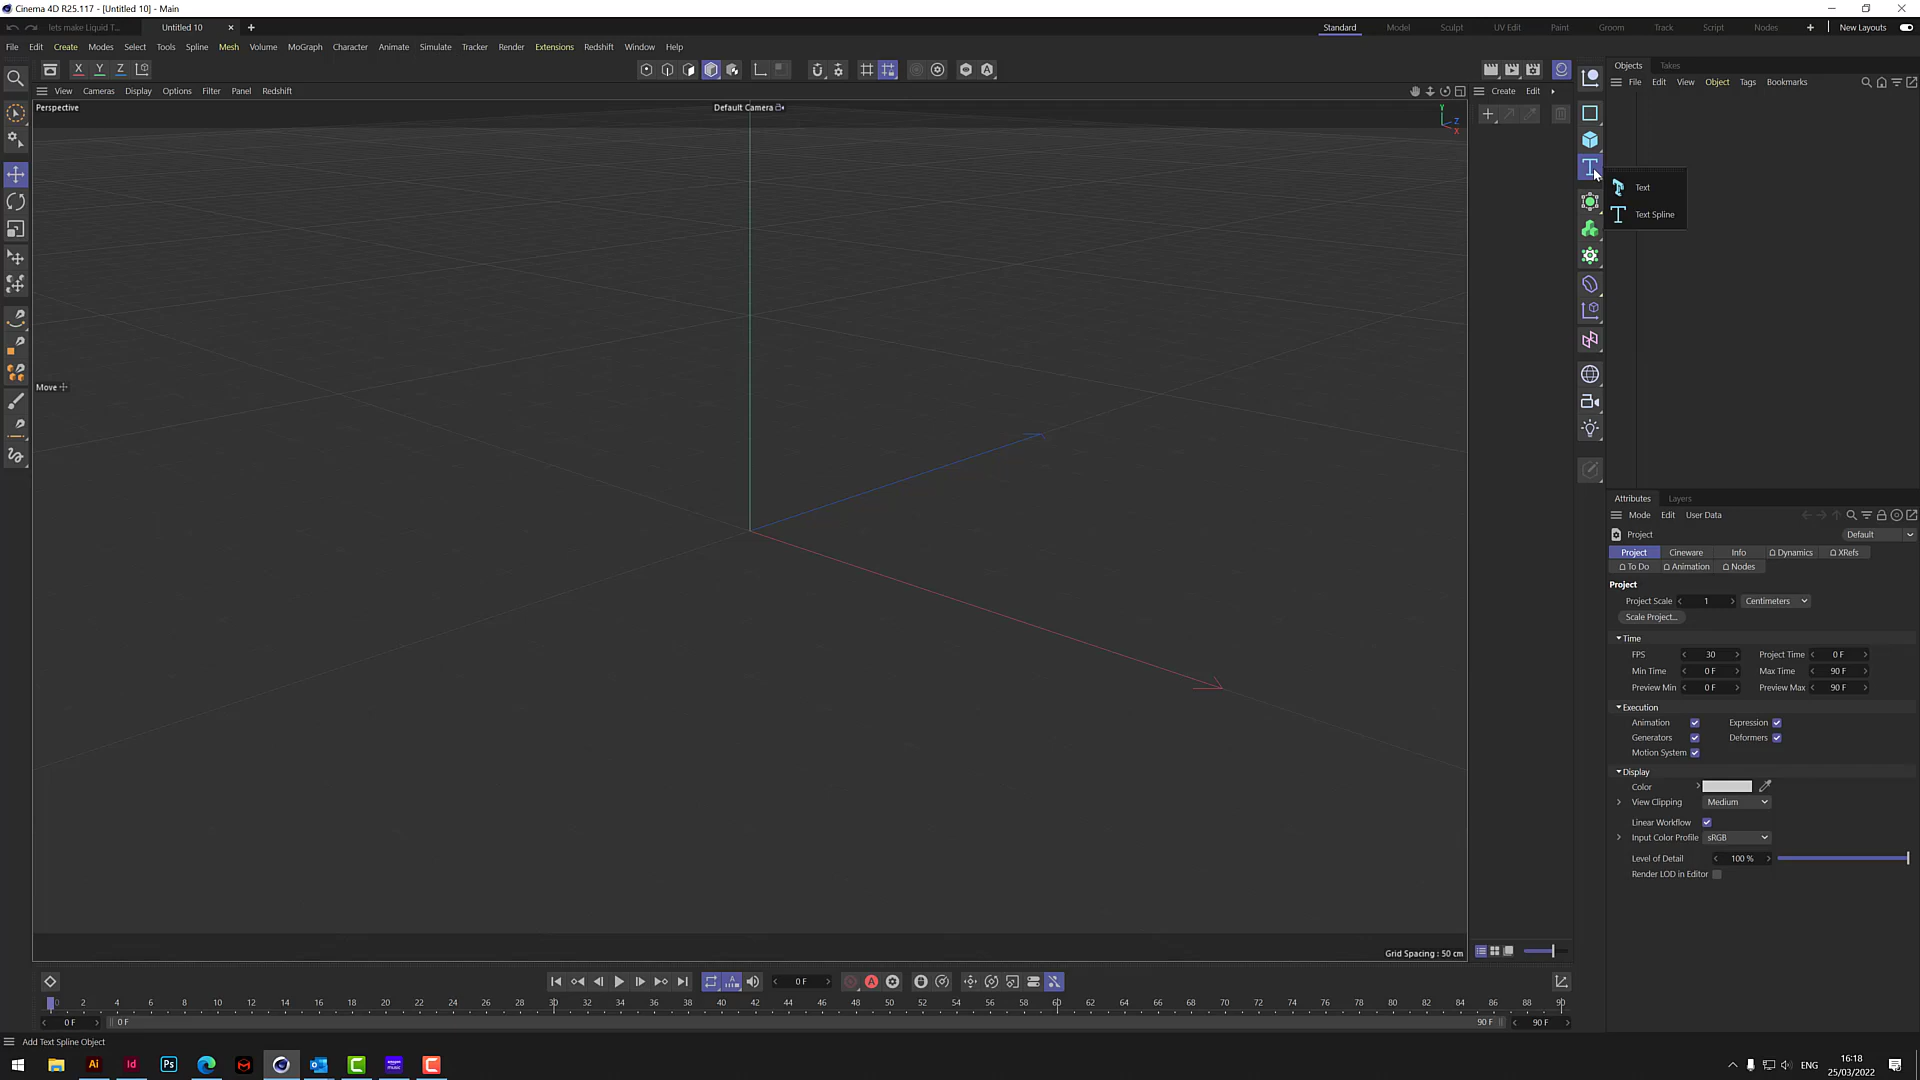 Cinema 4D R25.117 - [Untitled 10] - Main
lets make Liquid T...
Untitled 10
Standard
Model
Sculpt
UV Edit
Paint
Groom
Track
Script
Nodes
New Layouts
File Edit Create Modes Select Tools Spline Mesh Volume MoGraph Character Animate Simulate Tracker Render Extensions Redshift Window Help
X Y Z
Objects Takes
File Edit View Object Tags Bookmarks
View Cameras Display Options Filter Panel Redshift
Create Edit
Perspective
Default Camera
Y
Z
X
Text
Text Spline
Move
Attributes Layers
Mode Edit User Data
Project
Default
Project Cineware Info Dynamics XRefs
To Do Animation Nodes
Project
Project Scale 1 Centimeters
Scale Project...
Time
FPS 30 Project Time 0 F
Min Time 0 F Max Time 90 F
Preview Min 0 F Preview Max 90 F
Execution
Animation Expression
Generators Deformers
Motion System
Display
Color
View Clipping Medium
Linear Workflow
Input Color Profile sRGB
Level of Detail 100 %
Render LOD in Editor
Grid Spacing : 50 cm
0 F
0 2 4 6 8 10 12 14 16 18 20 22 24 26 28 30 32 34 36 38 40 42 44 46 48 50 52 54 56 58 60 62 64 66 68 70 72 74 76 78 80 82 84 86 88 90
0 F 0 F 90 F 90 F
Add Text Spline Object
Ai Id Ps
music
ENG
16:18
25/03/2022